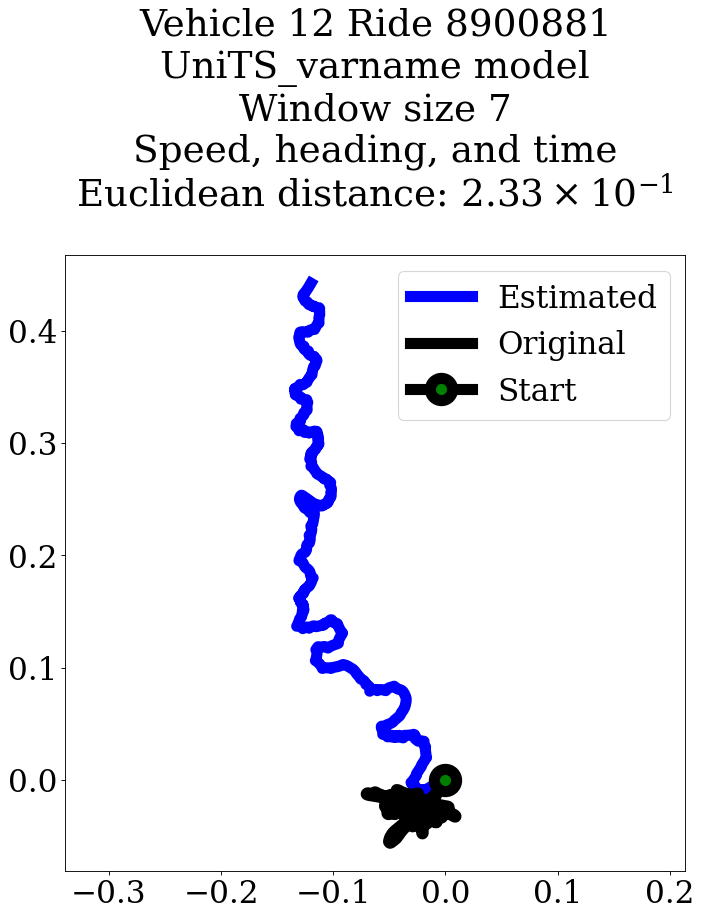 Vehicle 12 Ride 8900881
UniTS_varname model
Window size 7
Speed, heading, and time
Euclidean distance: 2.33 × 10⁻¹
Estimated
Original
Start
0.4
0.3
0.2
0.1
0.0
−0.3 −0.2 −0.1 0.0 0.1 0.2